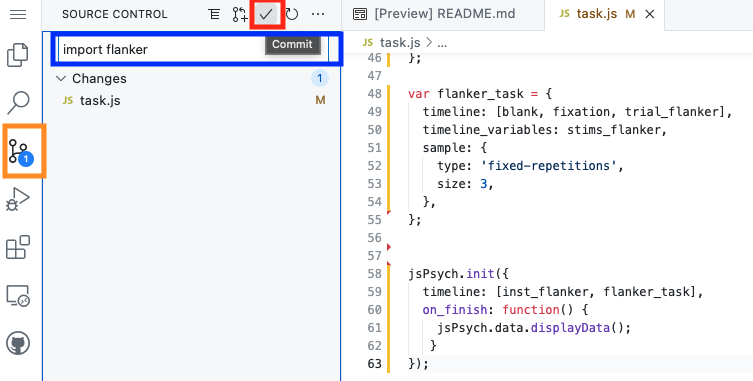 SOURCE CONTROL
Commit
import flanker
Changes
1
JS task.js
M
1
[Preview] README.md
JS task.js M
JS task.js > ...
46 };
47
48 var flanker_task = {
49 timeline: [blank, fixation, trial_flanker],
50 timeline_variables: stims_flanker,
51 sample: {
52 type: 'fixed-repetitions',
53 size: 3,
54 },
55 };
56
57
58 jsPsych.init({
59 timeline: [inst_flanker, flanker_task],
60 on_finish: function() {
61 jsPsych.data.displayData();
62 }
63 });